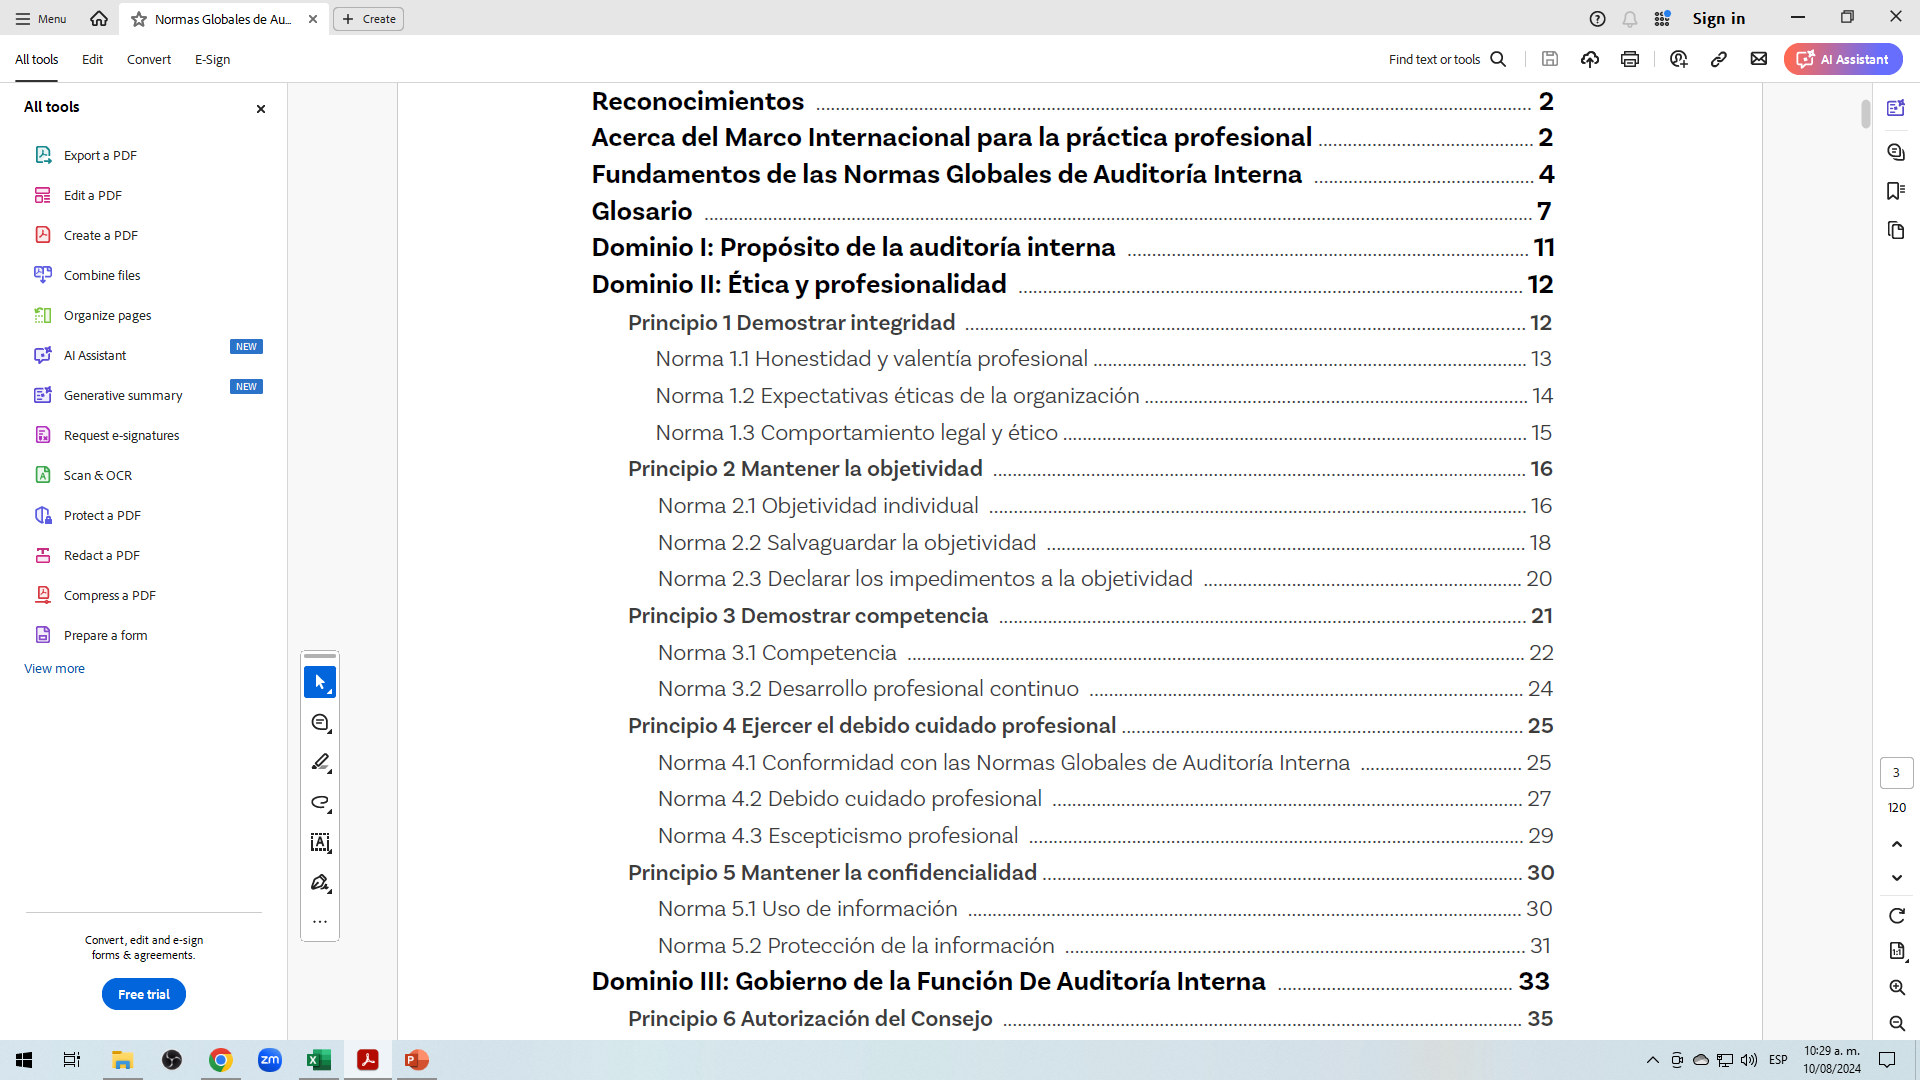 Menu
Normas Globales de Au...
Create
Sign in
All tools
Edit
Convert
E-Sign
Find text or tools
AI Assistant
All tools
Export a PDF
Edit a PDF
Create a PDF
Combine files
Organize pages
AI Assistant
NEW
Generative summary
NEW
Request e-signatures
Scan & OCR
Protect a PDF
Redact a PDF
Compress a PDF
Prepare a form
View more
Convert, edit and e-sign
forms & agreements.
Free trial
Reconocimientos 2
Acerca del Marco Internacional para la práctica profesional 2
Fundamentos de las Normas Globales de Auditoría Interna 4
Glosario 7
Dominio I: Propósito de la auditoría interna 11
Dominio II: Ética y profesionalidad 12
Principio 1 Demostrar integridad 12
Norma 1.1 Honestidad y valentía profesional 13
Norma 1.2 Expectativas éticas de la organización 14
Norma 1.3 Comportamiento legal y ético 15
Principio 2 Mantener la objetividad 16
Norma 2.1 Objetividad individual 16
Norma 2.2 Salvaguardar la objetividad 18
Norma 2.3 Declarar los impedimentos a la objetividad 20
Principio 3 Demostrar competencia 21
Norma 3.1 Competencia 22
Norma 3.2 Desarrollo profesional continuo 24
Principio 4 Ejercer el debido cuidado profesional 25
Norma 4.1 Conformidad con las Normas Globales de Auditoría Interna 25
Norma 4.2 Debido cuidado profesional 27
Norma 4.3 Escepticismo profesional 29
Principio 5 Mantener la confidencialidad 30
Norma 5.1 Uso de información 30
Norma 5.2 Protección de la información 31
Dominio III: Gobierno de la Función De Auditoría Interna 33
Principio 6 Autorización del Consejo 35
3
120
1:1
zm
ESP
10:29 a. m.
10/08/2024